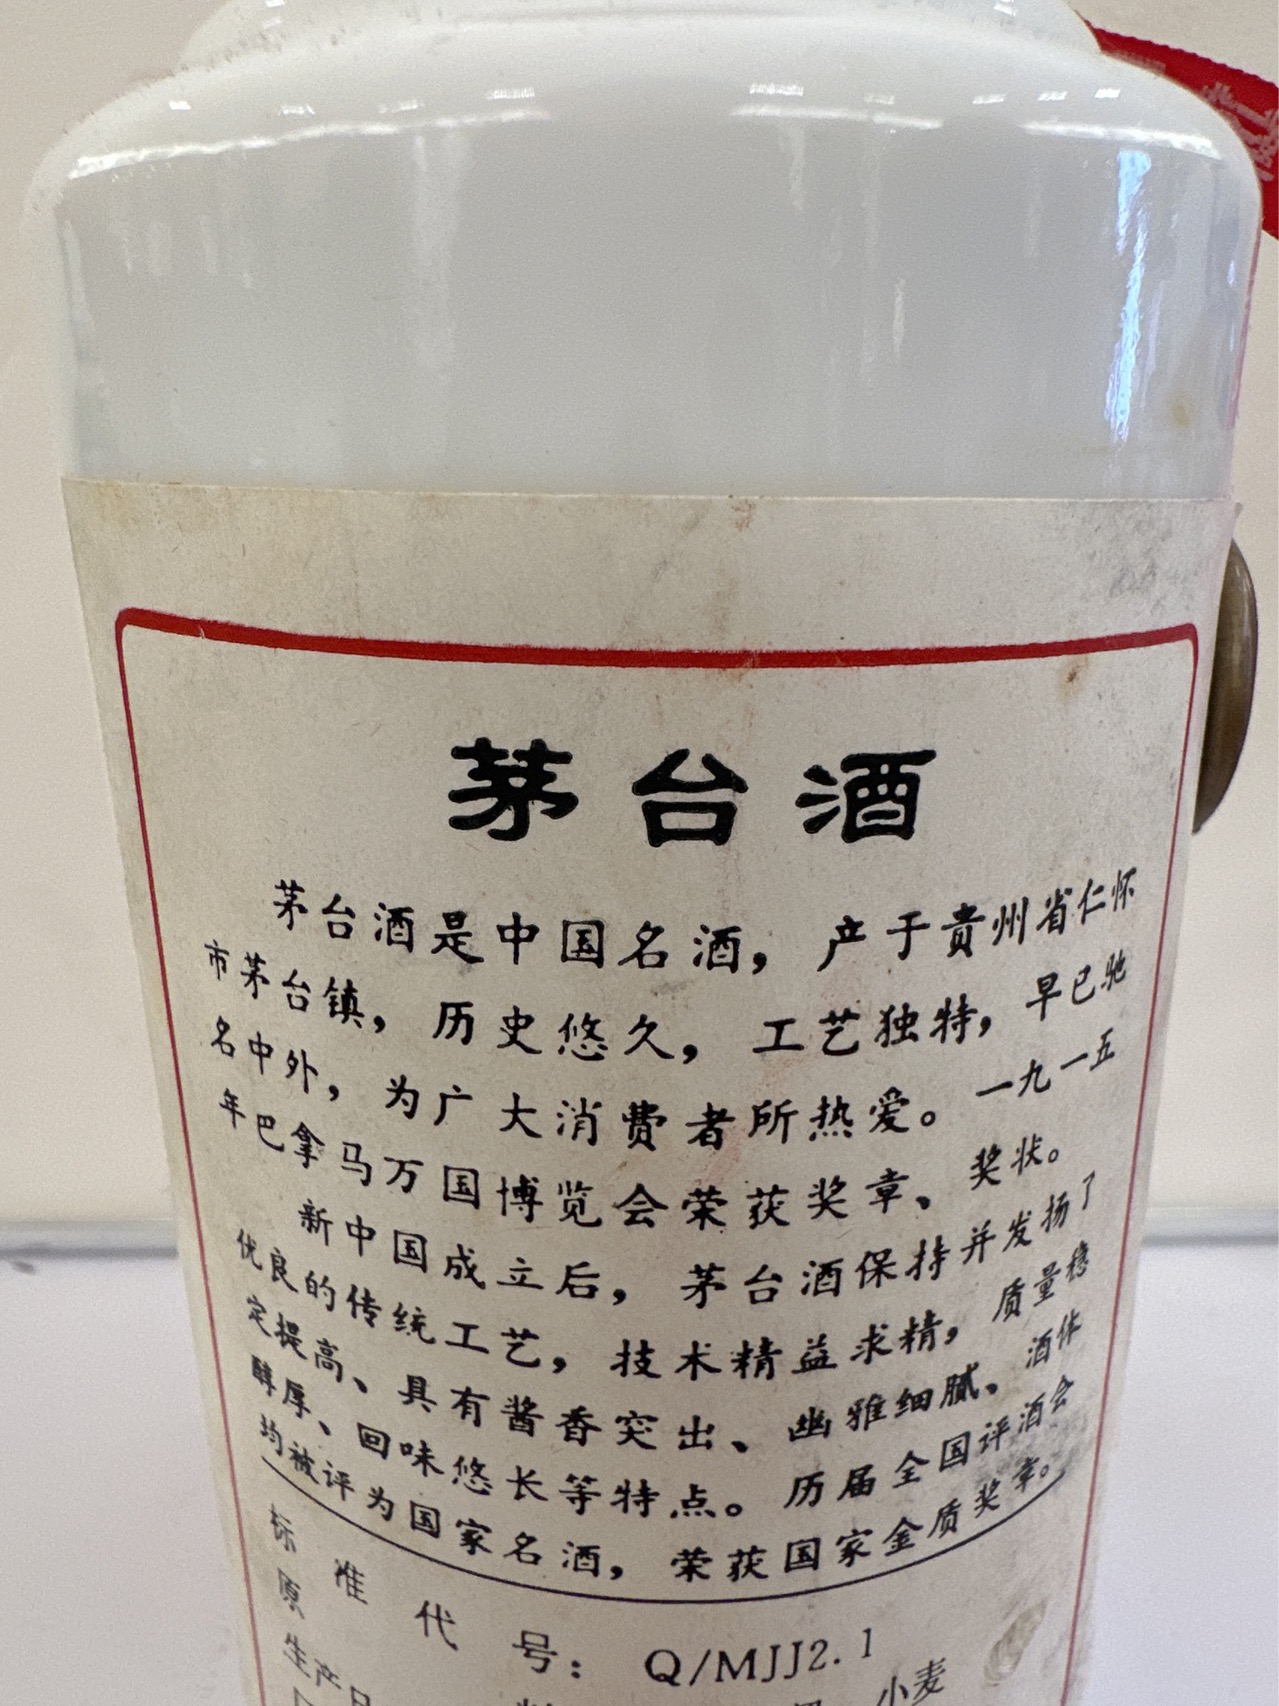 茅台酒
茅台酒是中国名酒，产于贵州省仁怀
市茅台镇，历史悠久，工艺独特，早已驰
名中外，为广大消费者所热爱。一九一五
年巴拿马万国博览会荣获奖章、奖状。
新中国成立后，茅台酒保持并发扬了
优良的传统工艺，技术精益求精，质量稳
定提高、具有酱香突出、幽雅细腻、酒体
醇厚、回味悠长等特点。历届全国评酒会
均被评为国家名酒，荣获国家金质奖章。
标准代号：Q/MJJ2.1
原 小麦
生产日